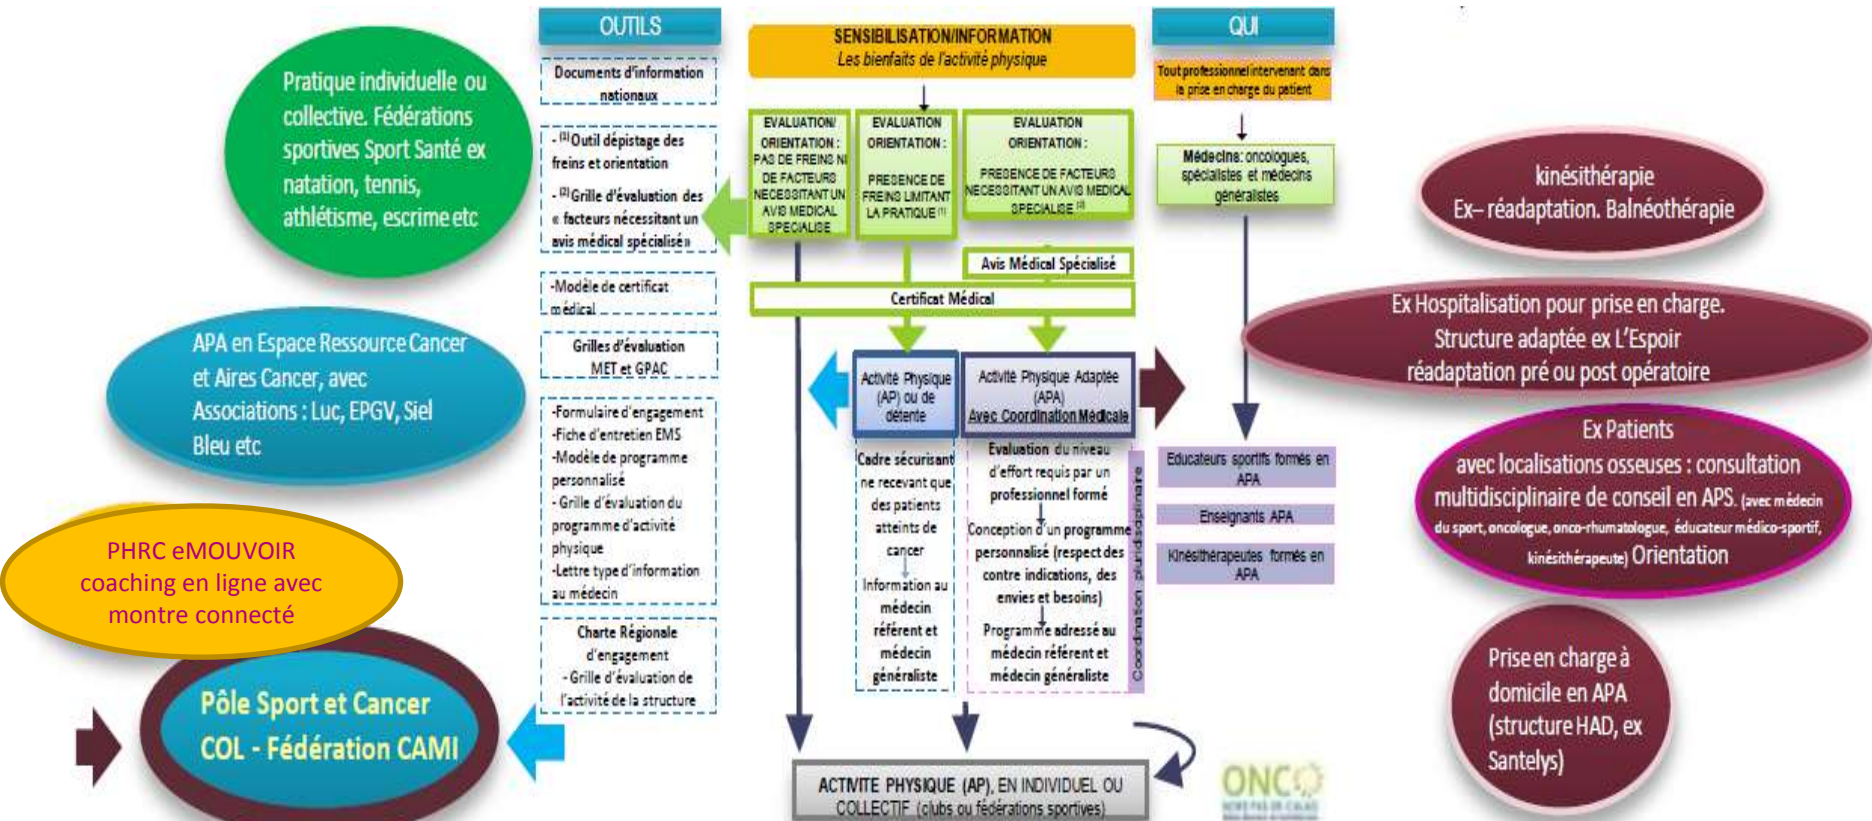 Pratique individuelle ou
collective. Fédérations
sportives Sport Santé ex
natation, tennis,
athlétisme, escrime etc
APA en Espace Ressource Cancer
et Aires Cancer, avec
Associations : Luc, EPGV, Siel
Bleu etc
PHRC eMOUVOIR
coaching en ligne avec
montre connecté
Pôle Sport et Cancer
COL - Fédération CAMI
OUTILS
Documents d'information
nationaux
- (1) Outil dépistage des
freins et orientation
- (2) Grille d'évaluation des
« facteurs nécessitant un
avis médical spécialisé »
-Modèle de certificat
médical
Grilles d'évaluation
MET et GPAC
-Formulaire d'engagement
-Fiche d'entretien EMS
-Modèle de programme
personnalisé
- Grille d'évaluation du
programme d'activité
physique
-Lettre type d'information
au médecin
Charte Régionale
d'engagement
- Grille d'évaluation de
l'activité de la structure
SENSIBILISATION/INFORMATION
Les bienfaits de l'activité physique
EVALUATION/
ORIENTATION :
PAS DE FREINS NI
DE FACTEURS
NECESSITANT UN
AVIS MEDICAL
SPECIALISE
EVALUATION
ORIENTATION :
PRESENCE DE
FREINS LIMITANT
LA PRATIQUE (1)
EVALUATION
ORIENTATION :
PRESENCE DE FACTEURS
NECESSITANT UN AVIS MEDICAL
SPECIALISE (2)
Avis Médical Spécialisé
Certificat Médical
Activité Physique
(AP) ou de
détente
Activité Physique Adaptée
(APA)
Avec Coordination Médicale
Cadre sécurisant
ne recevant que
des patients
atteints de
cancer
Information au
médecin
référent et
médecin
généraliste
Evaluation du niveau
d'effort requis par un
professionnel formé
Conception d'un programme
personnalisé (respect des
contre indications, des
envies et besoins)
Programme adressé au
médecin référent et
médecin généraliste
Coordination pluridisciplinaire
ACTIVITE PHYSIQUE (AP), EN INDIVIDUEL OU
COLLECTIF (clubs ou fédérations sportives)
QUI
Tout professionnel intervenant dans
la prise en charge du patient
Médecins: oncologues,
spécialistes et médecins
généralistes
Educateurs sportifs formés en
APA
Enseignants APA
Kinésithérapeutes formés en
APA
ONCO
NORD PAS DE CALAIS
kinésithérapie
Ex– réadaptation. Balnéothérapie
Ex Hospitalisation pour prise en charge.
Structure adaptée ex L'Espoir
réadaptation pré ou post opératoire
Ex Patients
avec localisations osseuses : consultation
multidisciplinaire de conseil en APS. (avec médecin
du sport, oncologue, onco-rhumatologue, éducateur médico-sportif,
kinésithérapeute) Orientation
Prise en charge à
domicile en APA
(structure HAD, ex
Santelys)